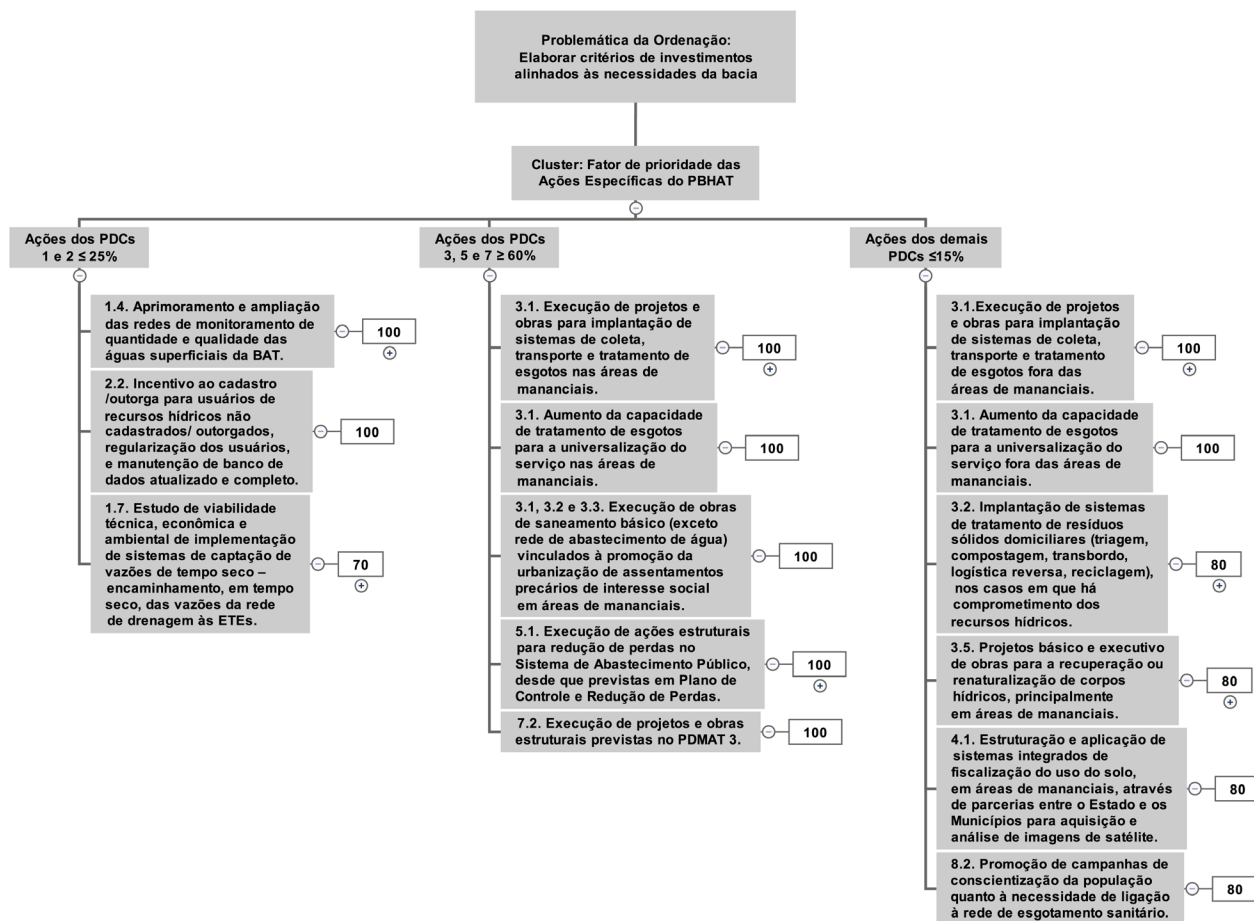 Problemática da Ordenação:
Elaborar critérios de investimentos
alinhados às necessidades da bacia
Cluster: Fator de prioridade das
Ações Específicas do PBHAT
Ações dos PDCs
1 e 2 ≤ 25%
1.4. Aprimoramento e ampliação
das redes de monitoramento de
quantidade e qualidade das
águas superficiais da BAT.
100
2.2. Incentivo ao cadastro
/outorga para usuários de
recursos hídricos não
cadastrados/ outorgados,
regularização dos usuários,
e manutenção de banco de
dados atualizado e completo.
100
1.7. Estudo de viabilidade
técnica, econômica e
ambiental de implementação
de sistemas de captação de
vazões de tempo seco –
encaminhamento, em tempo
seco, das vazões da rede
de drenagem às ETEs.
70
Ações dos PDCs
3, 5 e 7 ≥ 60%
3.1. Execução de projetos e
obras para implantação de
sistemas de coleta,
transporte e tratamento de
esgotos nas áreas de
mananciais.
100
3.1. Aumento da capacidade
de tratamento de esgotos
para a universalização do
serviço nas áreas de
mananciais.
100
3.1, 3.2 e 3.3. Execução de obras
de saneamento básico (exceto
rede de abastecimento de água)
vinculados à promoção da
urbanização de assentamentos
precários de interesse social
em áreas de mananciais.
100
5.1. Execução de ações estruturais
para redução de perdas no
Sistema de Abastecimento Público,
desde que previstas em Plano de
Controle e Redução de Perdas.
100
7.2. Execução de projetos e obras
estruturais previstas no PDMAT 3.
100
Ações dos demais
PDCs ≤15%
3.1.Execução de projetos
e obras para implantação
de sistemas de coleta,
transporte e tratamento
de esgotos fora das
áreas de mananciais.
100
3.1. Aumento da capacidade
de tratamento de esgotos
para a universalização do
serviço fora das áreas de
mananciais.
100
3.2. Implantação de sistemas
de tratamento de resíduos
sólidos domiciliares (triagem,
compostagem, transbordo,
logística reversa, reciclagem),
nos casos em que há
comprometimento dos
recursos hídricos.
80
3.5. Projetos básico e executivo
de obras para a recuperação ou
renaturalização de corpos
hídricos, principalmente
em áreas de mananciais.
80
4.1. Estruturação e aplicação de
sistemas integrados de
fiscalização do uso do solo,
em áreas de mananciais, através
de parcerias entre o Estado e os
Municípios para aquisição e
análise de imagens de satélite.
80
8.2. Promoção de campanhas de
conscientização da população
quanto à necessidade de ligação
à rede de esgotamento sanitário.
80